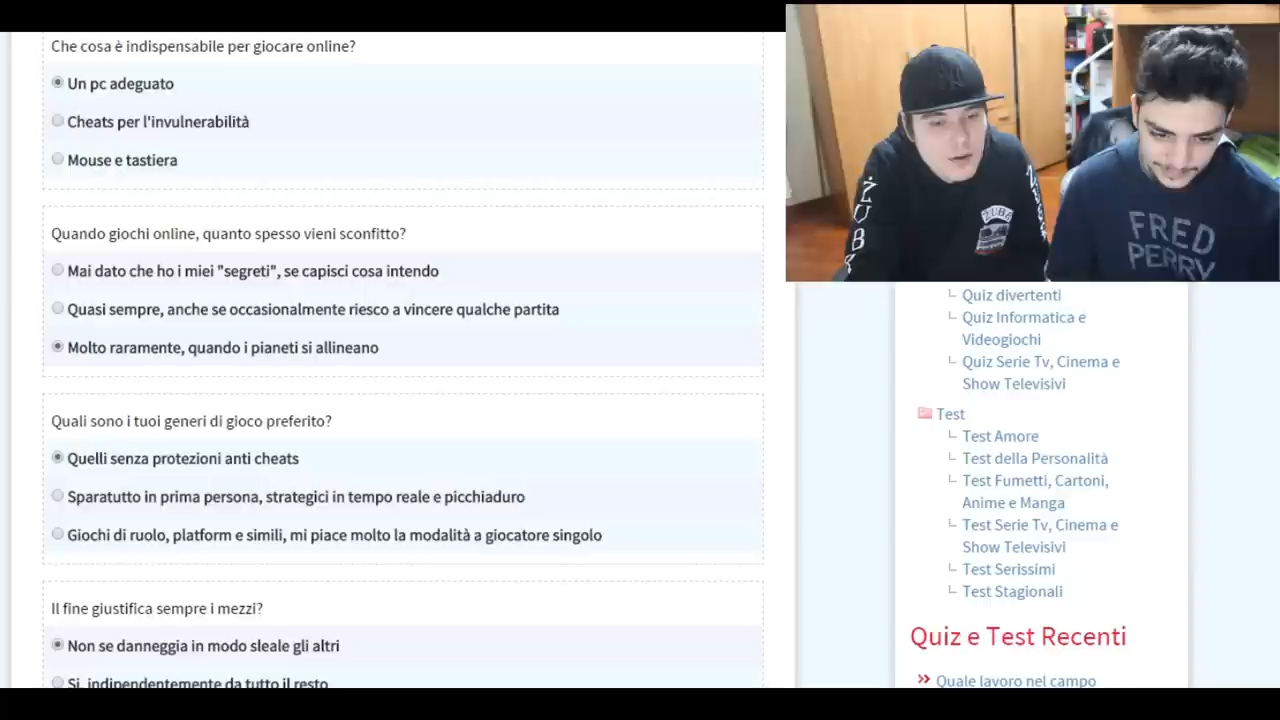 Che cosa è indispensabile per giocare online?
Un pc adeguato
Cheats per l'invulnerabilità
Mouse e tastiera
Quando giochi online, quanto spesso vieni sconfitto?
Mai dato che ho i miei "segreti", se capisci cosa intendo
Quasi sempre, anche se occasionalmente riesco a vincere qualche partita
Molto raramente, quando i pianeti si allineano
Quali sono i tuoi generi di gioco preferito?
Quelli senza protezioni anti cheats
Sparatutto in prima persona, strategici in tempo reale e picchiaduro
Giochi di ruolo, platform e simili, mi piace molto la modalità a giocatore singolo
Il fine giustifica sempre i mezzi?
Non se danneggia in modo sleale gli altri
Si, indipendentemente da tutto il resto
ZUBA
FRED
PERRY
Quiz divertenti
Quiz Informatica e
Videogiochi
Quiz Serie Tv, Cinema e
Show Televisivi
Test
Test Amore
Test della Personalità
Test Fumetti, Cartoni,
Anime e Manga
Test Serie Tv, Cinema e
Show Televisivi
Test Serissimi
Test Stagionali
Quiz e Test Recenti
Quale lavoro nel campo